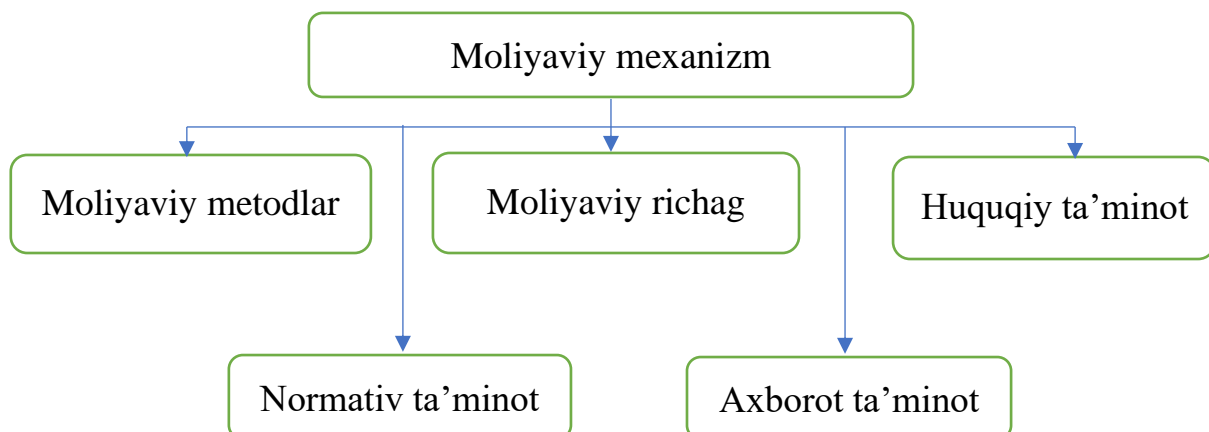 Moliyaviy mexanizm
Moliyaviy metodlar
Moliyaviy richag
Huquqiy ta’minot
Normativ ta’minot
Axborot ta’minot